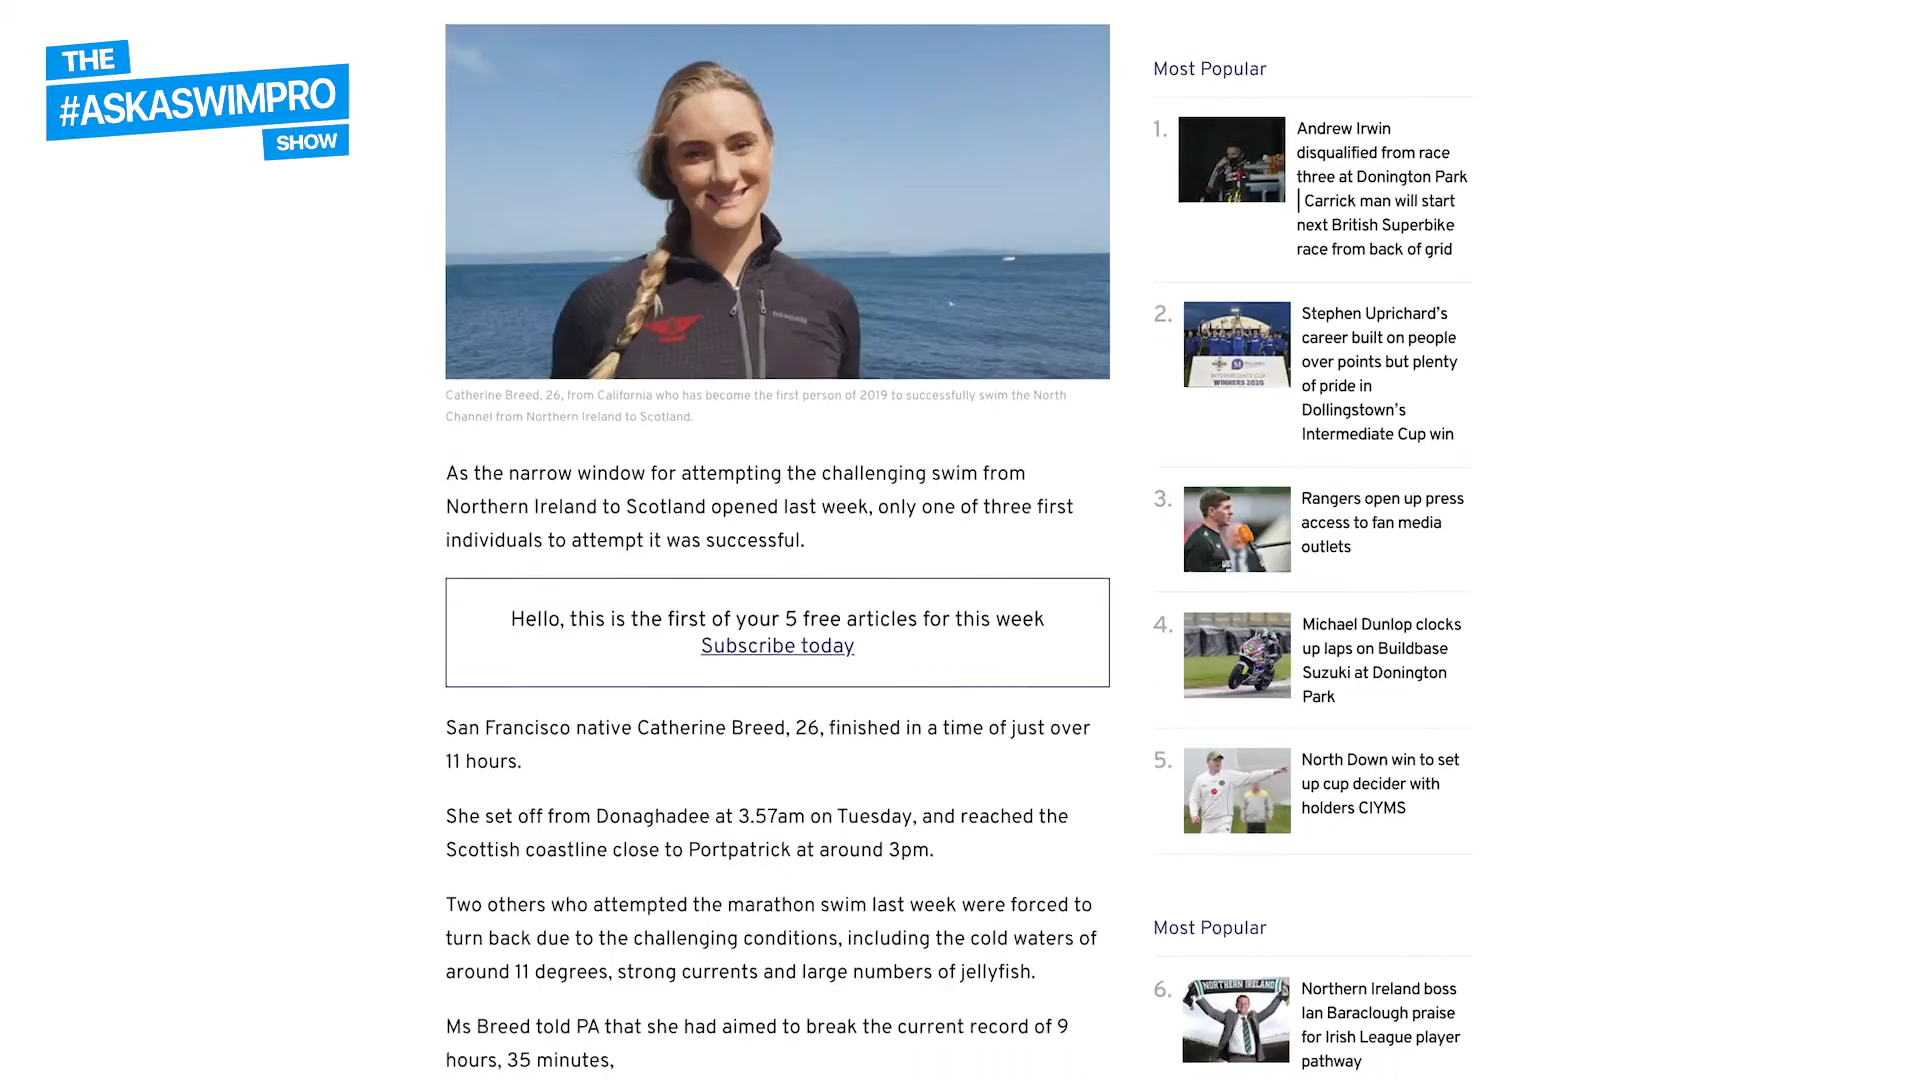 THE
#ASKASWIMPRO
SHOW
patagonia
Catherine Breed, 26, from California who has become the first person of 2019 to successfully swim the North
Channel from Northern Ireland to Scotland.
As the narrow window for attempting the challenging swim from
Northern Ireland to Scotland opened last week, only one of three first
individuals to attempt it was successful.
Hello, this is the first of your 5 free articles for this week
Subscribe today
San Francisco native Catherine Breed, 26, finished in a time of just over
11 hours.
She set off from Donaghadee at 3.57am on Tuesday, and reached the
Scottish coastline close to Portpatrick at around 3pm.
Two others who attempted the marathon swim last week were forced to
turn back due to the challenging conditions, including the cold waters of
around 11 degrees, strong currents and large numbers of jellyfish.
Ms Breed told PA that she had aimed to break the current record of 9
hours, 35 minutes,
Most Popular
1.
Andrew Irwin
disqualified from race
three at Donington Park
| Carrick man will start
next British Superbike
race from back of grid
2.
INTERMEDIATE CUP
WINNERS 2020
Stephen Uprichard's
career built on people
over points but plenty
of pride in
Dollingstown's
Intermediate Cup win
3.
Rangers open up press
access to fan media
outlets
4.
Michael Dunlop clocks
up laps on Buildbase
Suzuki at Donington
Park
5.
North Down win to set
up cup decider with
holders CIYMS
Most Popular
6.
NORTHERN IRELAND
Northern Ireland boss
Ian Baraclough praise
for Irish League player
pathway